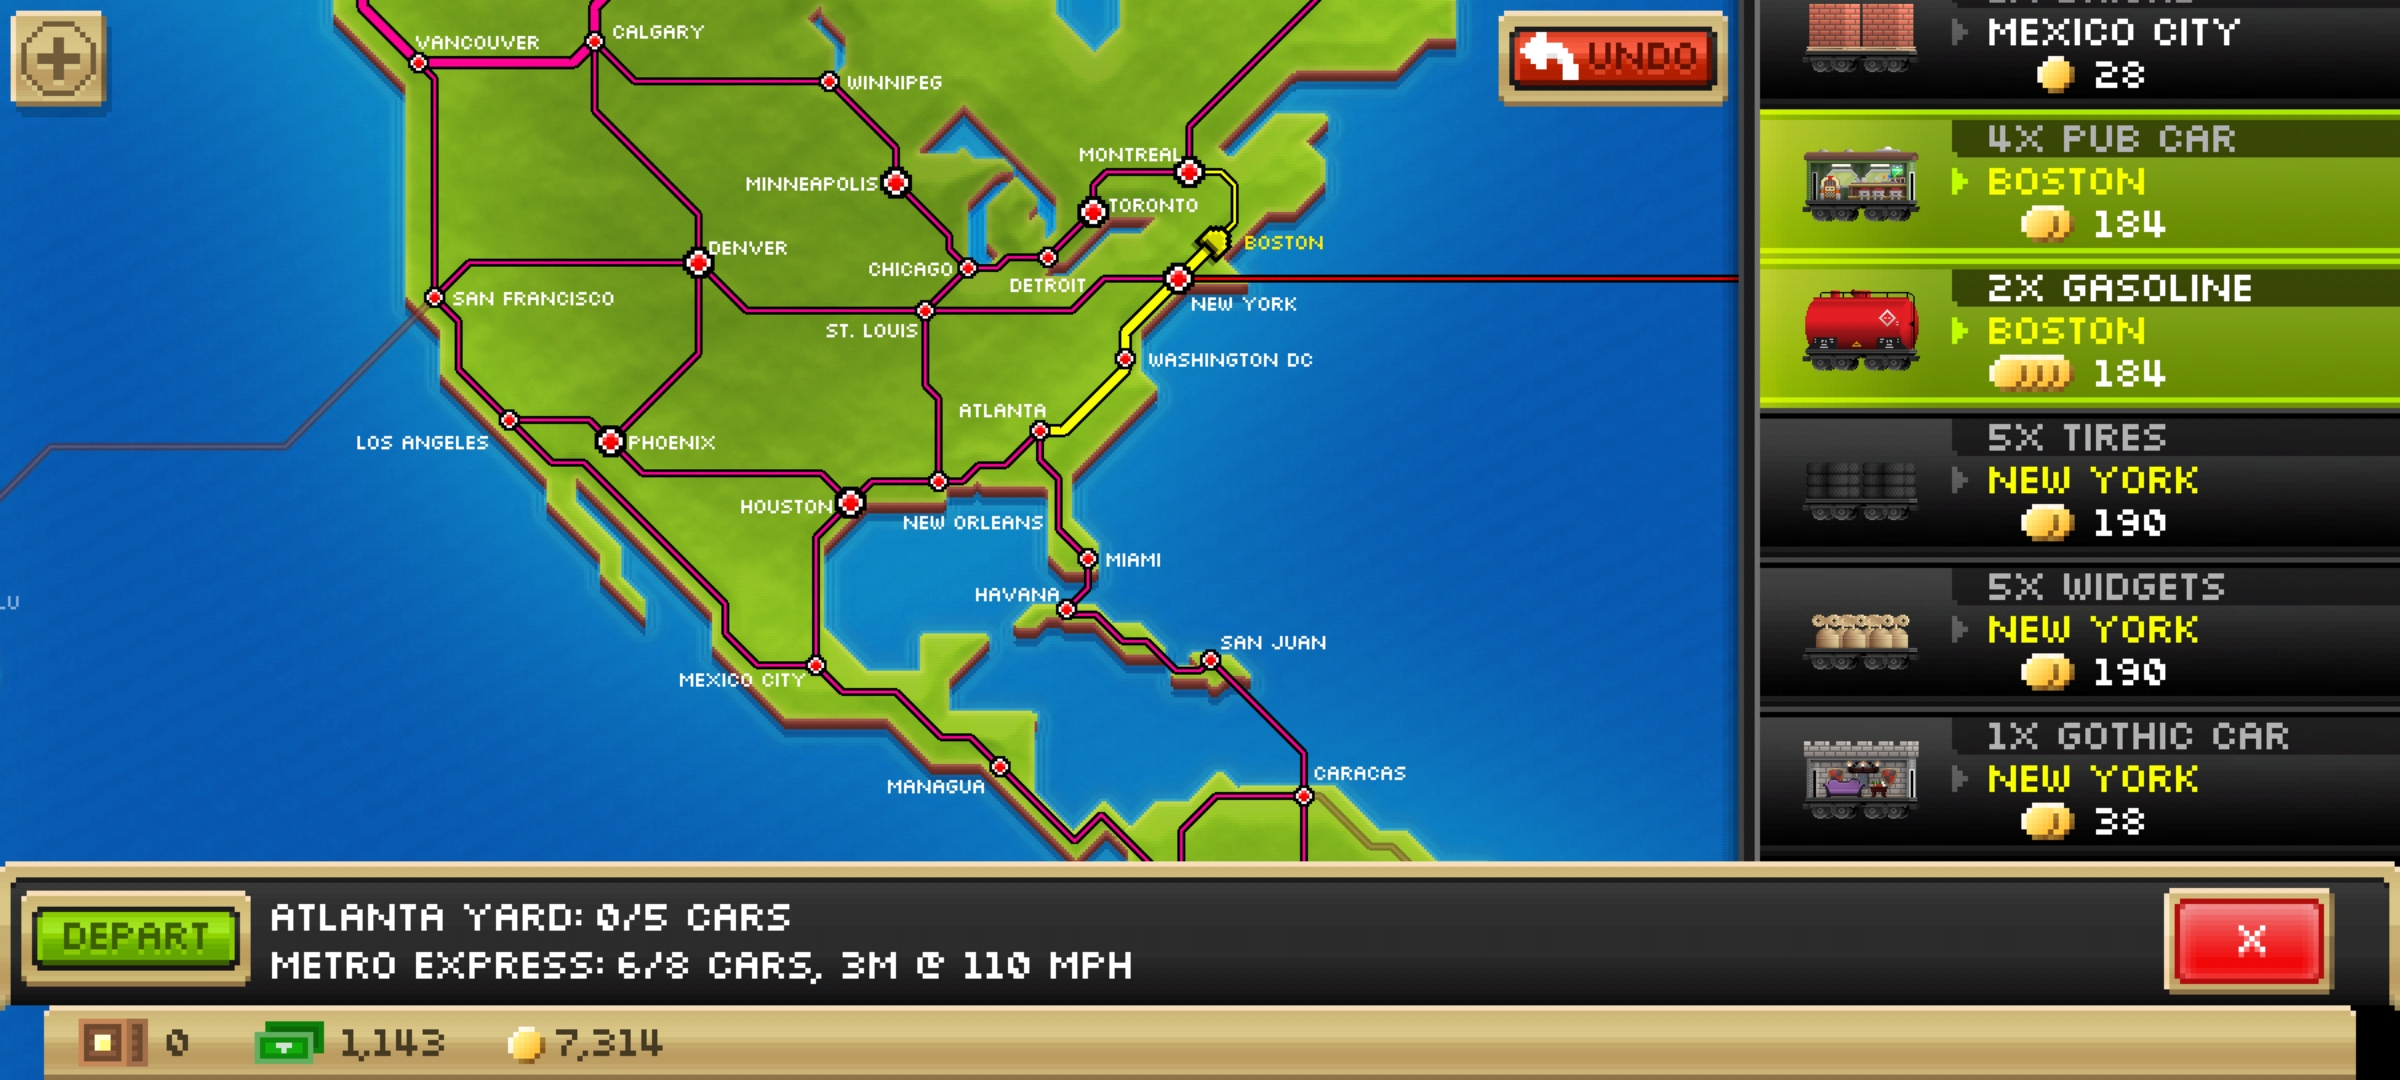 VANCOUVER
CALGARY
WINNIPEG
MONTREAL
MINNEAPOLIS
TORONTO
DENVER
BOSTON
CHICAGO
DETROIT
SAN FRANCISCO
NEW YORK
ST. LOUIS
WASHINGTON DC
ATLANTA
LOS ANGELES
PHOENIX
HOUSTON
NEW ORLEANS
MIAMI
HAVANA
SAN JUAN
MEXICO CITY
MANAGUA
CARACAS
UNDO
MEXICO CITY
28
4X PUB CAR
BOSTON
184
2X GASOLINE
BOSTON
184
5X TIRES
NEW YORK
190
5X WIDGETS
NEW YORK
190
1X GOTHIC CAR
NEW YORK
38
DEPART
ATLANTA YARD: 0/5 CARS
METRO EXPRESS: 6/8 CARS, 3M @ 110 MPH
X
0
1,143
7,314